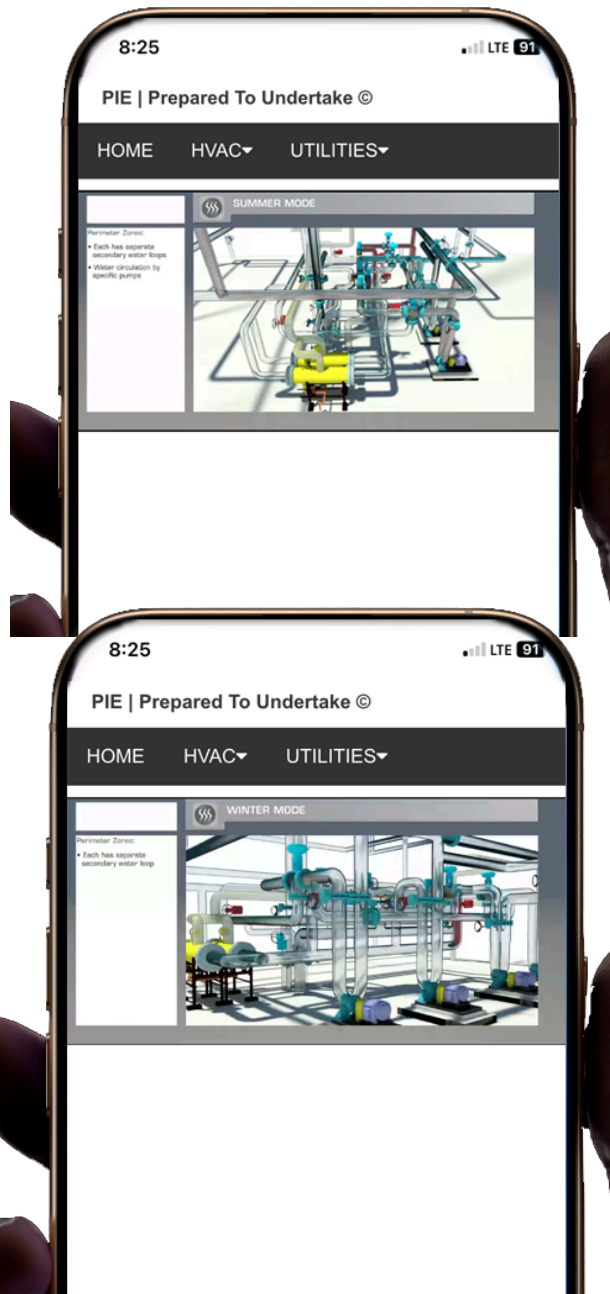 8:25
LTE 91
PIE | Prepared To Undertake ©
HOME HVAC UTILITIES
SUMMER MODE
Perimeter Zones:
• Each has separate
secondary water loops
• Water circulation by
specific pumps
8:25
LTE 91
PIE | Prepared To Undertake ©
HOME HVAC UTILITIES
WINTER MODE
Perimeter Zones:
• Each has separate
secondary water loop